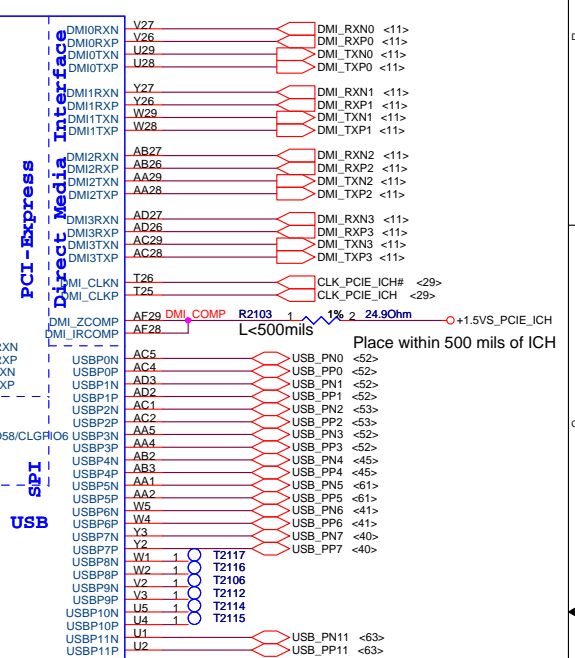 DMI0RXN V27 DMI_RXN0 <11>
DMI0RXP V26 DMI_RXP0 <11>
DMI0TXN U29 DMI_TXN0 <11>
DMI0TXP U28 DMI_TXP0 <11>
DMI1RXN Y27 DMI_RXN1 <11>
DMI1RXP Y26 DMI_RXP1 <11>
DMI1TXN W29 DMI_TXN1 <11>
DMI1TXP W28 DMI_TXP1 <11>
DMI2RXN AB27 DMI_RXN2 <11>
DMI2RXP AB26 DMI_RXP2 <11>
DMI2TXN AA29 DMI_TXN2 <11>
DMI2TXP AA28 DMI_TXP2 <11>
DMI3RXN AD27 DMI_RXN3 <11>
DMI3RXP AD26 DMI_RXP3 <11>
DMI3TXN AC29 DMI_TXN3 <11>
DMI3TXP AC28 DMI_TXP3 <11>
PCI-Express
Direct Media Interface
DMI_CLKN T26 CLK_PCIE_ICH# <29>
DMI_CLKP T25 CLK_PCIE_ICH <29>
DMI_ZCOMP AF29 DMI_COMP R2103 1 1% 2 24.9Ohm +1.5VS_PCIE_ICH
DMI_IRCOMP AF28 L<500mils
Place within 500 mils of ICH
XN
XP
XN
XP
USBP0N AC5 USB_PN0 <52>
USBP0P AC4 USB_PP0 <52>
USBP1N AD3 USB_PN1 <52>
USBP1P AD2 USB_PP1 <52>
USBP2N AC1 USB_PN2 <53>
USBP2P AC2 USB_PP2 <53>
O58/CLGPIO6 USBP3N AA5 USB_PN3 <52>
USBP3P AA4 USB_PP3 <52>
USBP4N AB2 USB_PN4 <45>
USBP4P AB3 USB_PP4 <45>
USBP5N AA1 USB_PN5 <61>
USBP5P AA2 USB_PP5 <61>
USBP6N W5 USB_PN6 <41>
USBP6P W4 USB_PP6 <41>
USBP7N Y3 USB_PN7 <40>
USBP7P Y2 USB_PP7 <40>
SPI
USB
USBP8N W1 1 T2117
USBP8P W2 1 T2116
USBP9N V2 1 T2106
USBP9P V3 1 T2112
USBP10N U5 1 T2114
USBP10P U4 1 T2115
USBP11N U1 USB_PN11 <63>
USBP11P U2 USB_PP11 <63>